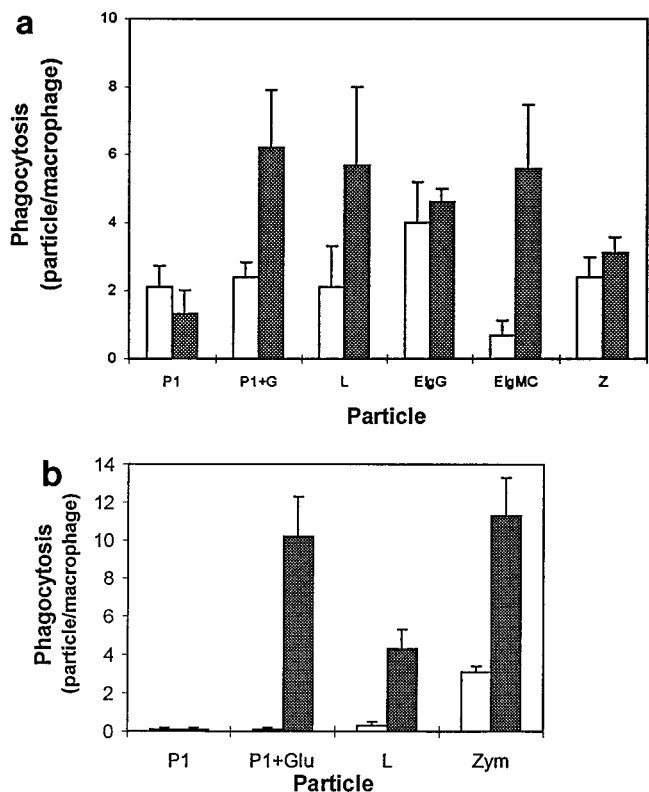 a
10
8
6
4
2
0
Phagocytosis
(particle/macrophage)
P1 P1+G L EIgG EIgMC Z
Particle
b
14
12
10
8
6
4
2
0
Phagocytosis
(particle/macrophage)
P1 P1+Glu L Zym
Particle